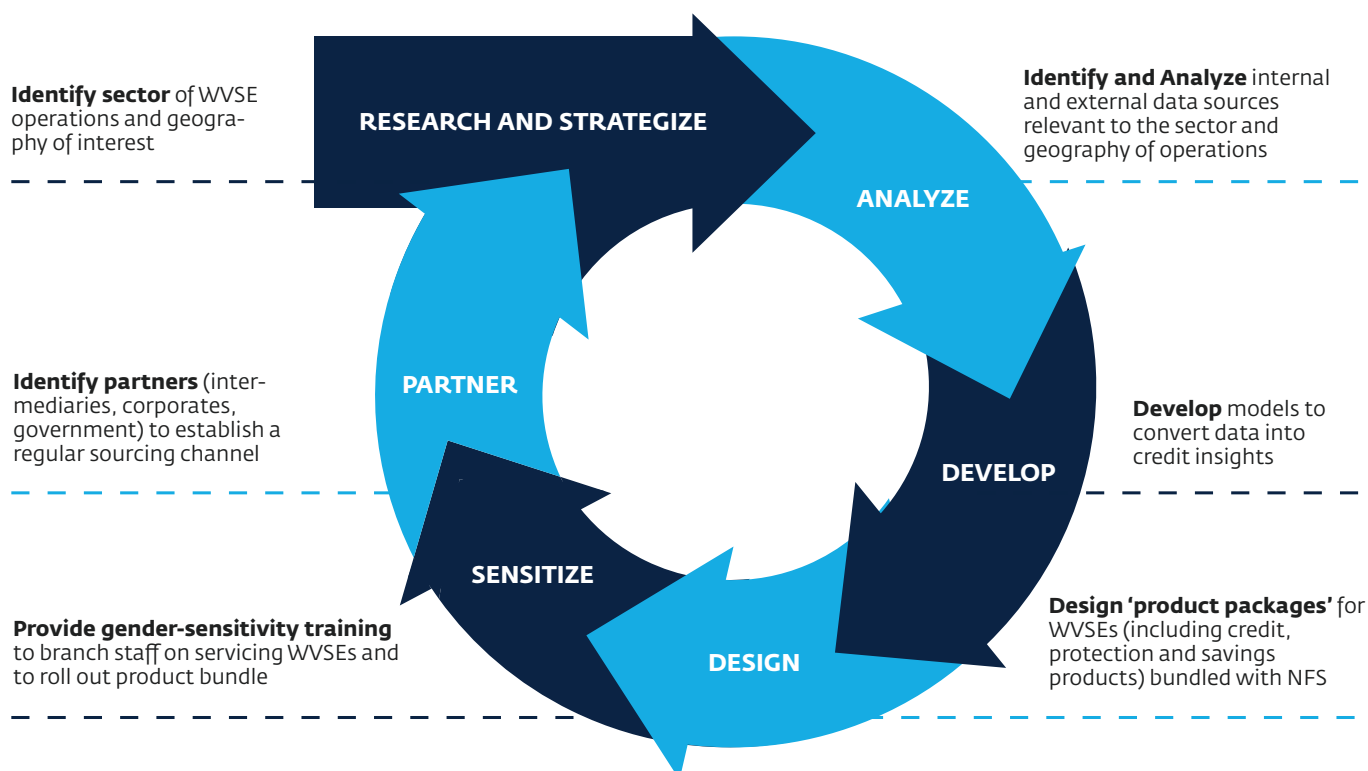 Identify sector of WVSE
operations and geogra-
phy of interest
RESEARCH AND STRATEGIZE
Identify and Analyze internal
and external data sources
relevant to the sector and
geography of operations
ANALYZE
Identify partners (inter-
mediaries, corporates,
government) to establish a
regular sourcing channel
PARTNER
Develop models to
convert data into
credit insights
DEVELOP
SENSITIZE
Provide gender-sensitivity training
to branch staff on servicing WVSEs and
to roll out product bundle
DESIGN
Design ‘product packages’ for
WVSEs (including credit,
protection and savings
products) bundled with NFS